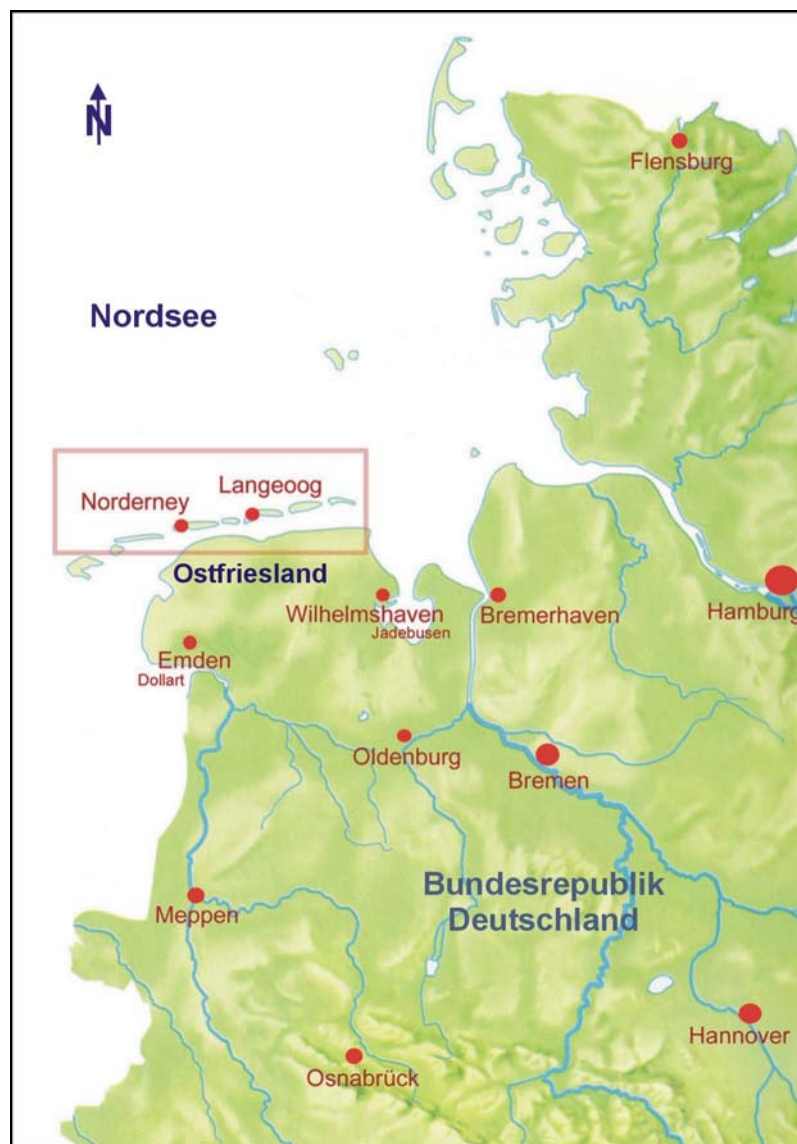 N
Flensburg
Nordsee
Langeoog
Norderney
Ostfriesland
Wilhelmshaven
Jadebusen
Bremerhaven
Hamburg
Emden
Dollart
Oldenburg
Bremen
Bundesrepublik
Deutschland
Meppen
Hannover
Osnabrück